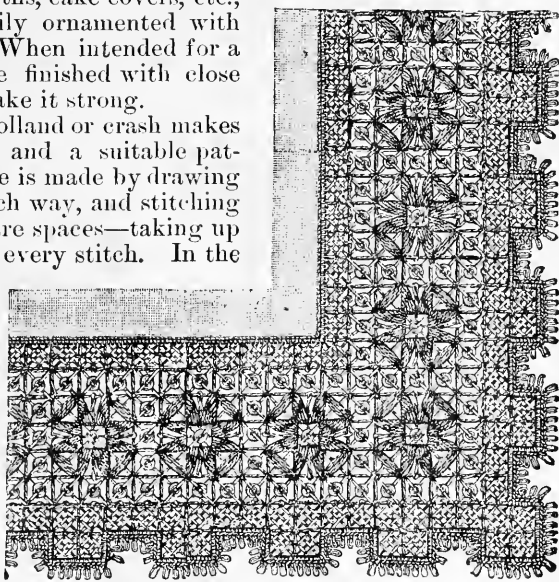 cake covers, etc.,
ily ornamented with
When intended for a
e finished with close
ake it strong.
olland or crash makes
and a suitable pat-
e is made by drawing
ch way, and stitching
re spaces—taking up
every stitch. In the